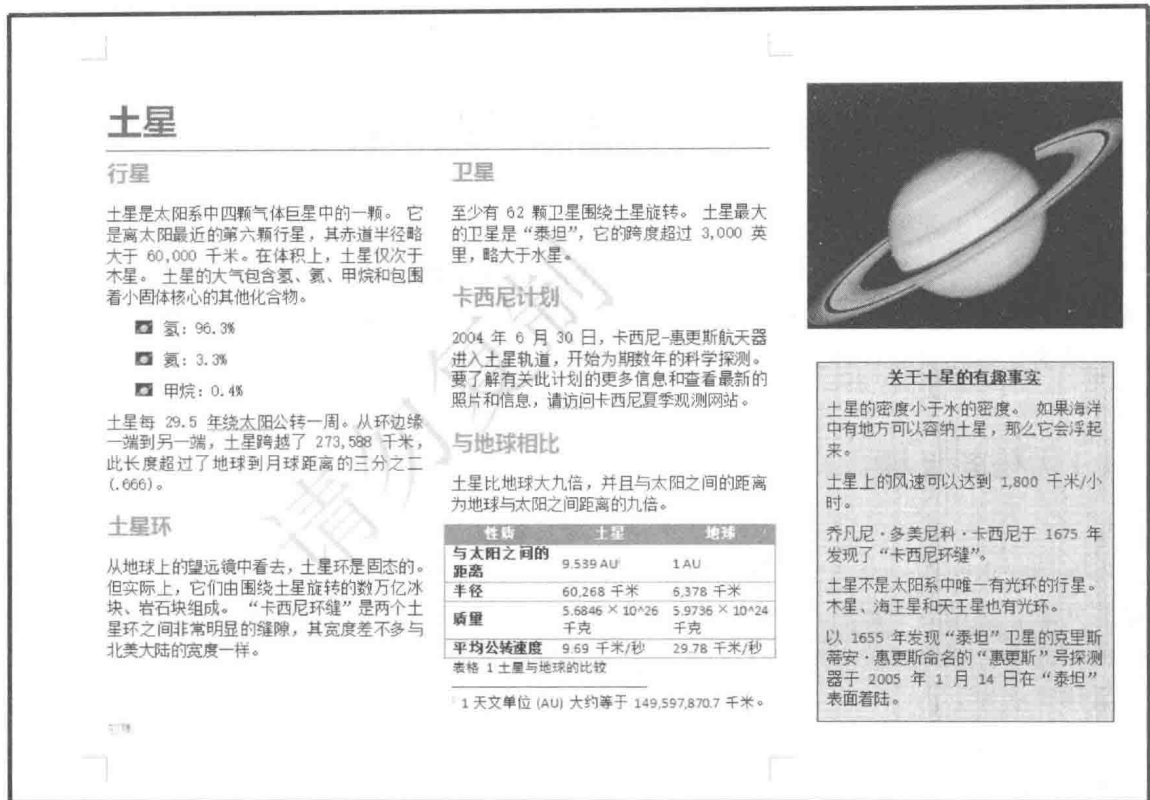 土星
行星
土星是太阳系中四颗气体巨星中的一颗。 它
是离太阳最近的第六颗行星，其赤道半径略
大于 60,000 千米。在体积上，土星仅次于
木星。 土星的大气包含氢、氦、甲烷和包围
着小固体核心的其他化合物。
氢: 96.3%
氦: 3.3%
甲烷: 0.4%
土星每 29.5 年绕太阳公转一周。从环边缘
一端到另一端，土星跨越了 273,588 千米，
此长度超过了地球到月球距离的三分之二
(.666)。
土星环
从地球上的望远镜中看去，土星环是固态的。
但实际上，它们由围绕土星旋转的数万亿冰
块、岩石块组成。 “卡西尼环缝”是两个土
星环之间非常明显的缝隙，其宽度差不多与
北美大陆的宽度一样。
卫星
至少有 62 颗卫星围绕土星旋转。 土星最大
的卫星是“泰坦”，它的跨度超过 3,000 英
里，略大于水星。
卡西尼计划
2004 年 6 月 30 日，卡西尼-惠更斯航天器
进入土星轨道，开始为期数年的科学探测。
要了解有关此计划的更多信息和查看最新的
照片和信息，请访问卡西尼夏季观测网站。
与地球相比
土星比地球大九倍，并且与太阳之间的距离
为地球与太阳之间距离的九倍。
性质 土星 地球
与太阳之间的
距离 9.539 AU 1 AU
半径 60,268 千米 6,378 千米
质量 5.6846 × 10^26 5.9736 × 10^24
千克 千克
平均公转速度 9.69 千米/秒 29.78 千米/秒
表格 1 土星与地球的比较
1 天文单位 (AU) 大约等于 149,597,870.7 千米。
关于土星的有趣事实
土星的密度小于水的密度。 如果海洋
中有地方可以容纳土星，那么它会浮起
来。
土星上的风速可以达到 1,800 千米/小
时。
乔凡尼·多美尼科·卡西尼于 1675 年
发现了“卡西尼环缝”。
土星不是太阳系中唯一有光环的行星。
木星、海王星和天王星也有光环。
以 1655 年发现“泰坦”卫星的克里斯
蒂安·惠更斯命名的“惠更斯”号探测
器于 2005 年 1 月 14 日在“泰坦”
表面着陆。
请勿复制